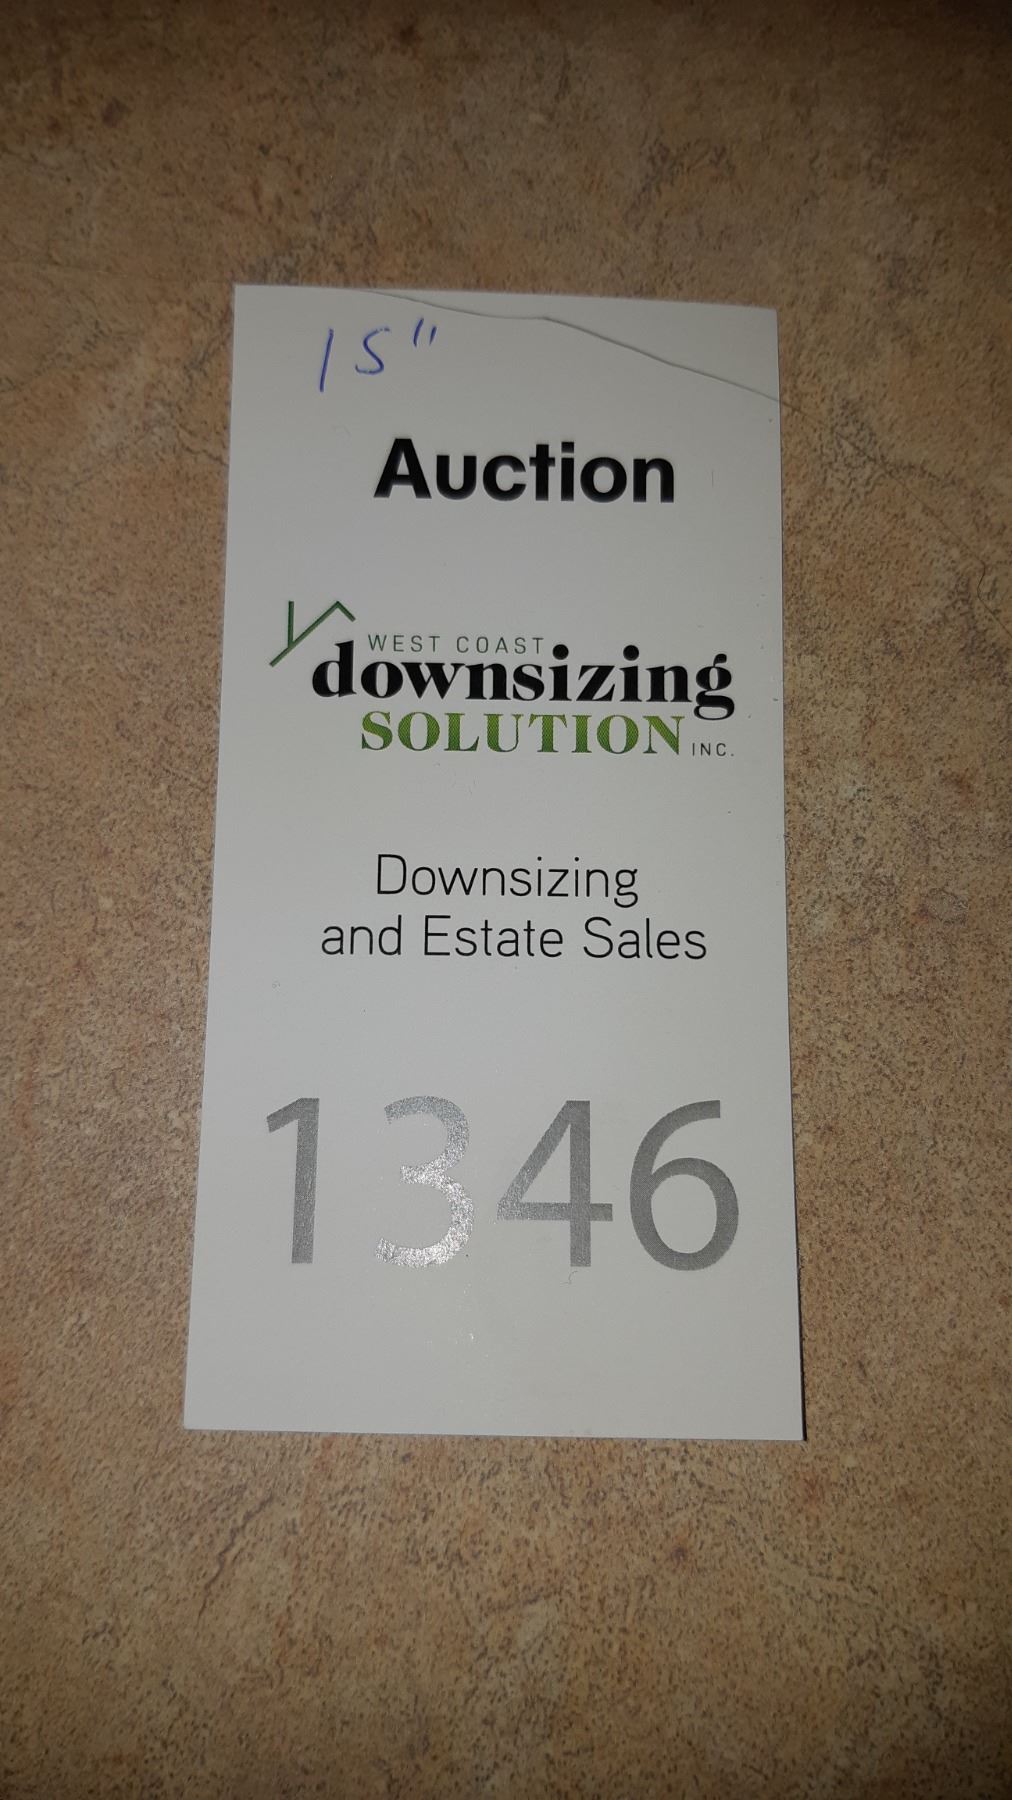 15"
Auction
WEST COAST
downsizing
SOLUTION INC.
Downsizing
and Estate Sales
1346